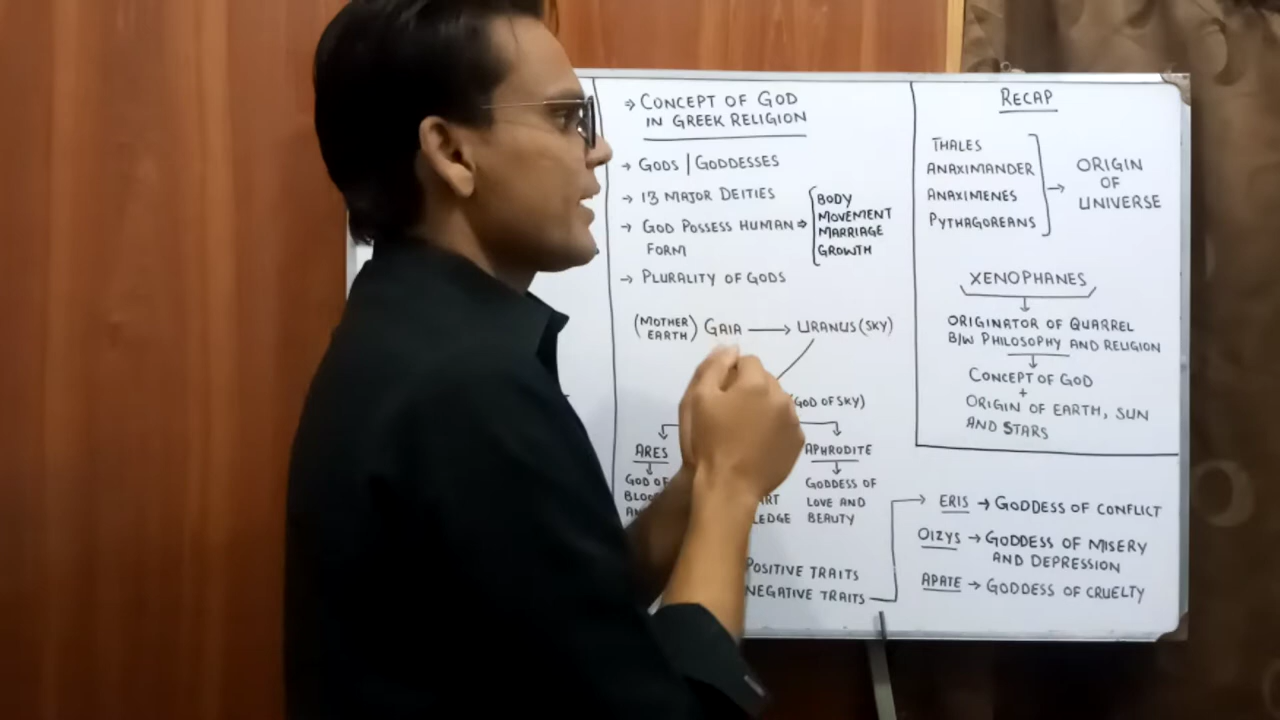 ⇒ CONCEPT OF GOD
IN GREEK RELIGION
→ GODS / GODDESSES
→ 13 MAJOR DEITIES
→ GOD POSSESS HUMAN ⇒
FORM
BODY
MOVEMENT
MARRIAGE
GROWTH
→ PLURALITY OF GODS
(MOTHER EARTH) GAIA → URANUS (SKY)
(GOD OF SKY)
ARES
GOD OF
APHRODITE
GODDESS OF
LOVE AND
BEAUTY
POSITIVE TRAITS
NEGATIVE TRAITS
RECAP
THALES
ANAXIMANDER
ANAXIMENES
PYTHAGOREANS
→ ORIGIN
OF
UNIVERSE
XENOPHANES
ORIGINATOR OF QUARREL
B/W PHILOSOPHY AND RELIGION
CONCEPT OF GOD
+
ORIGIN OF EARTH, SUN
AND STARS
ERIS → GODDESS OF CONFLICT
OIZYS → GODDESS OF MISERY
AND DEPRESSION
APATE → GODDESS OF CRUELTY